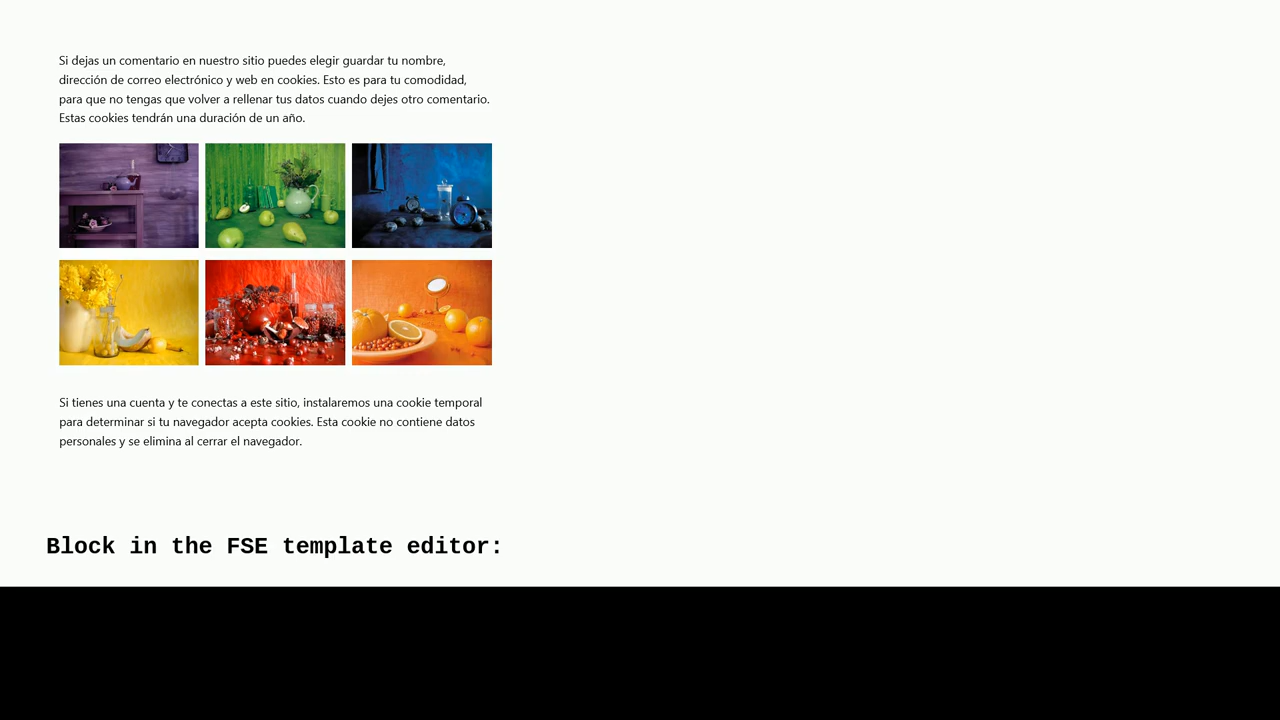 Si dejas un comentario en nuestro sitio puedes elegir guardar tu nombre,
dirección de correo electrónico y web en cookies. Esto es para tu comodidad,
para que no tengas que volver a rellenar tus datos cuando dejes otro comentario.
Estas cookies tendrán una duración de un año.
Si tienes una cuenta y te conectas a este sitio, instalaremos una cookie temporal
para determinar si tu navegador acepta cookies. Esta cookie no contiene datos
personales y se elimina al cerrar el navegador.
Block in the FSE template editor: